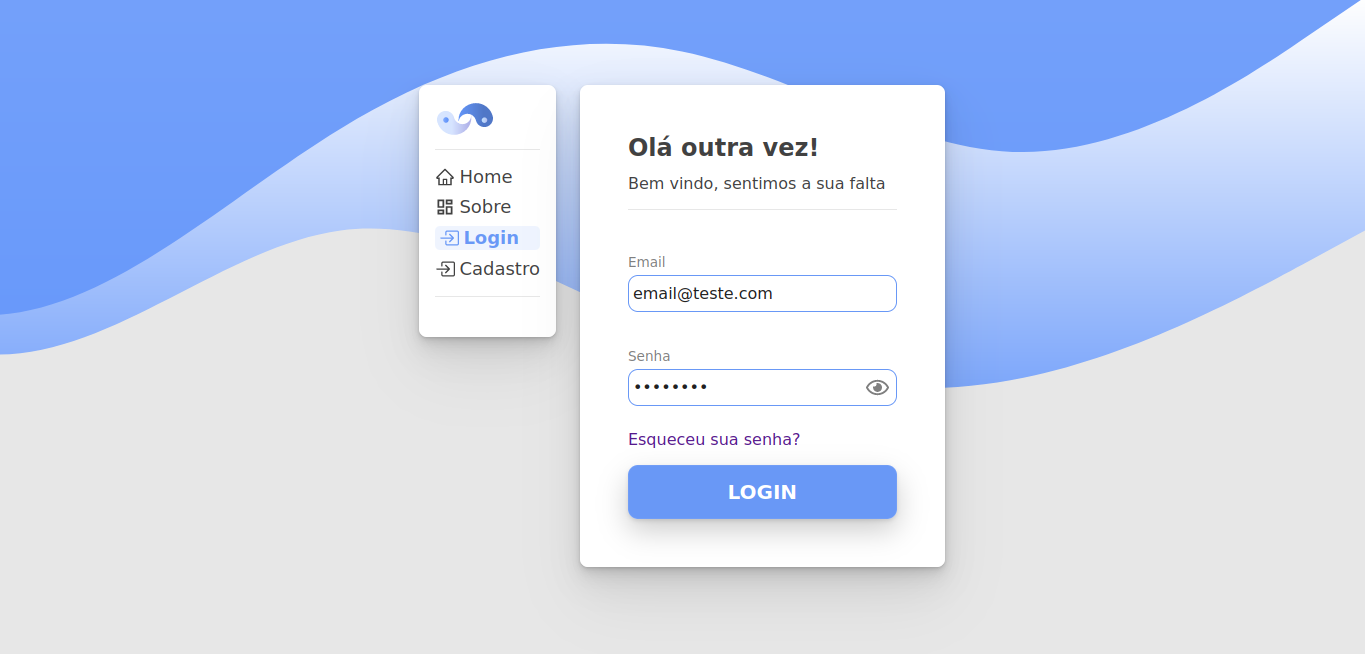 Home
Sobre
Login
Cadastro
Olá outra vez!
Bem vindo, sentimos a sua falta
Email
email@teste.com
Senha
••••••••
Esqueceu sua senha?
LOGIN